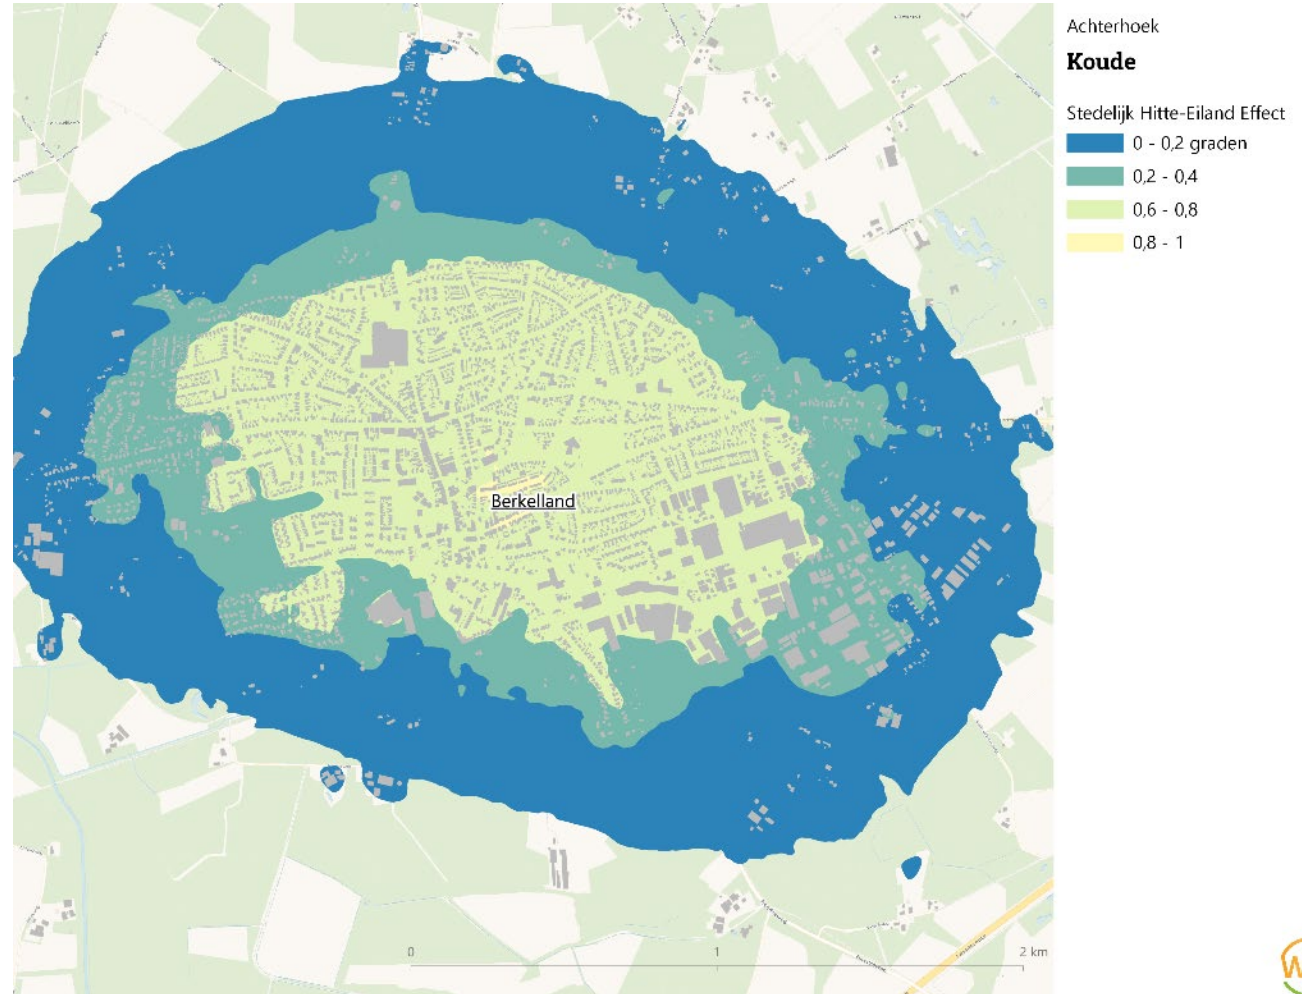 Achterhoek
Koude
Stedelijk Hitte-Eiland Effect
0 - 0,2 graden
0,2 - 0,4
0,6 - 0,8
0,8 - 1
Berkelland
0 1 2 km
W